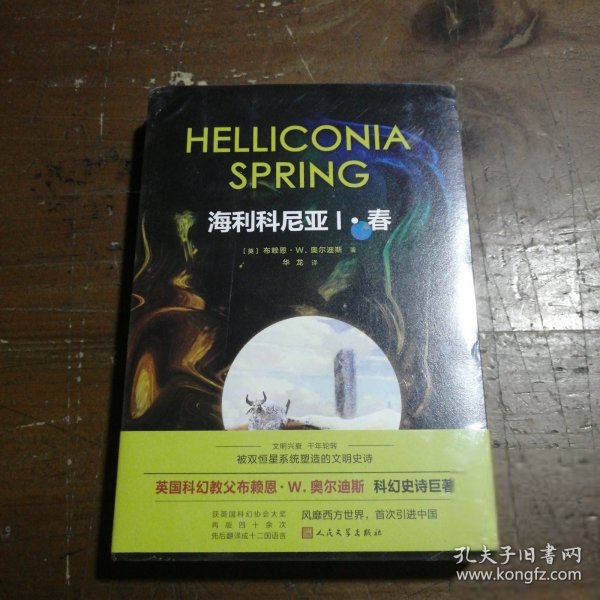 HELLICONIA
SPRING
海利科尼亚Ⅰ·春
[英] 布赖恩·W. 奥尔迪斯 著
华龙 译
文明兴衰 千年轮转
被双恒星系统塑造的文明史诗
英国科幻教父布赖恩·W. 奥尔迪斯 科幻史诗巨著
获英国科幻协会大奖
再版四十余次
先后翻译成十二国语言
风靡西方世界，首次引进中国
人民文学出版社
孔夫子旧书网
www.kongfz.com